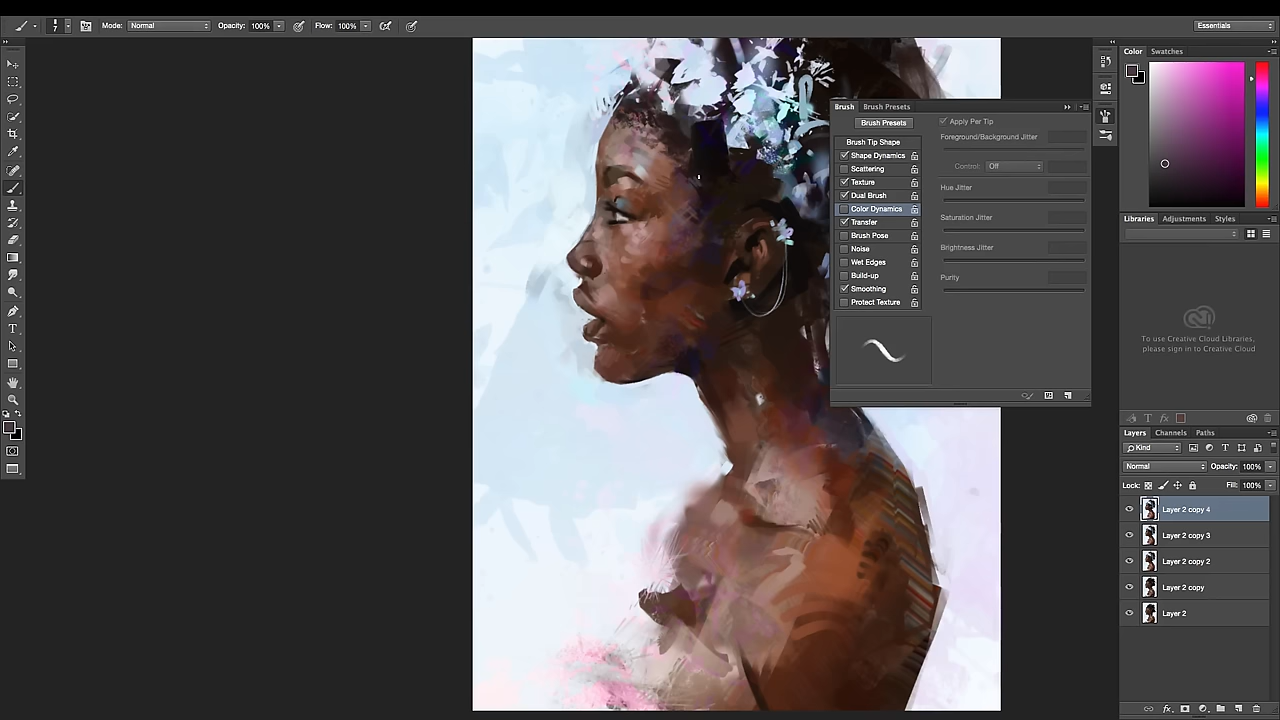 7 Mode: Normal Opacity: 100% Flow: 100% Essentials
Brush Brush Presets
Brush Presets
Brush Tip Shape
Shape Dynamics
Scattering
Texture
Dual Brush
Color Dynamics
Transfer
Brush Pose
Noise
Wet Edges
Build-up
Smoothing
Protect Texture
Apply Per Tip
Foreground/Background Jitter
Control: Off
Hue Jitter
Saturation Jitter
Brightness Jitter
Purity
Color Swatches
Libraries Adjustments Styles
To use Creative Cloud Libraries,
please sign in to Creative Cloud
Layers Channels Paths
Kind
Normal Opacity: 100%
Lock: Fill: 100%
Layer 2 copy 4
Layer 2 copy 3
Layer 2 copy 2
Layer 2 copy
Layer 2